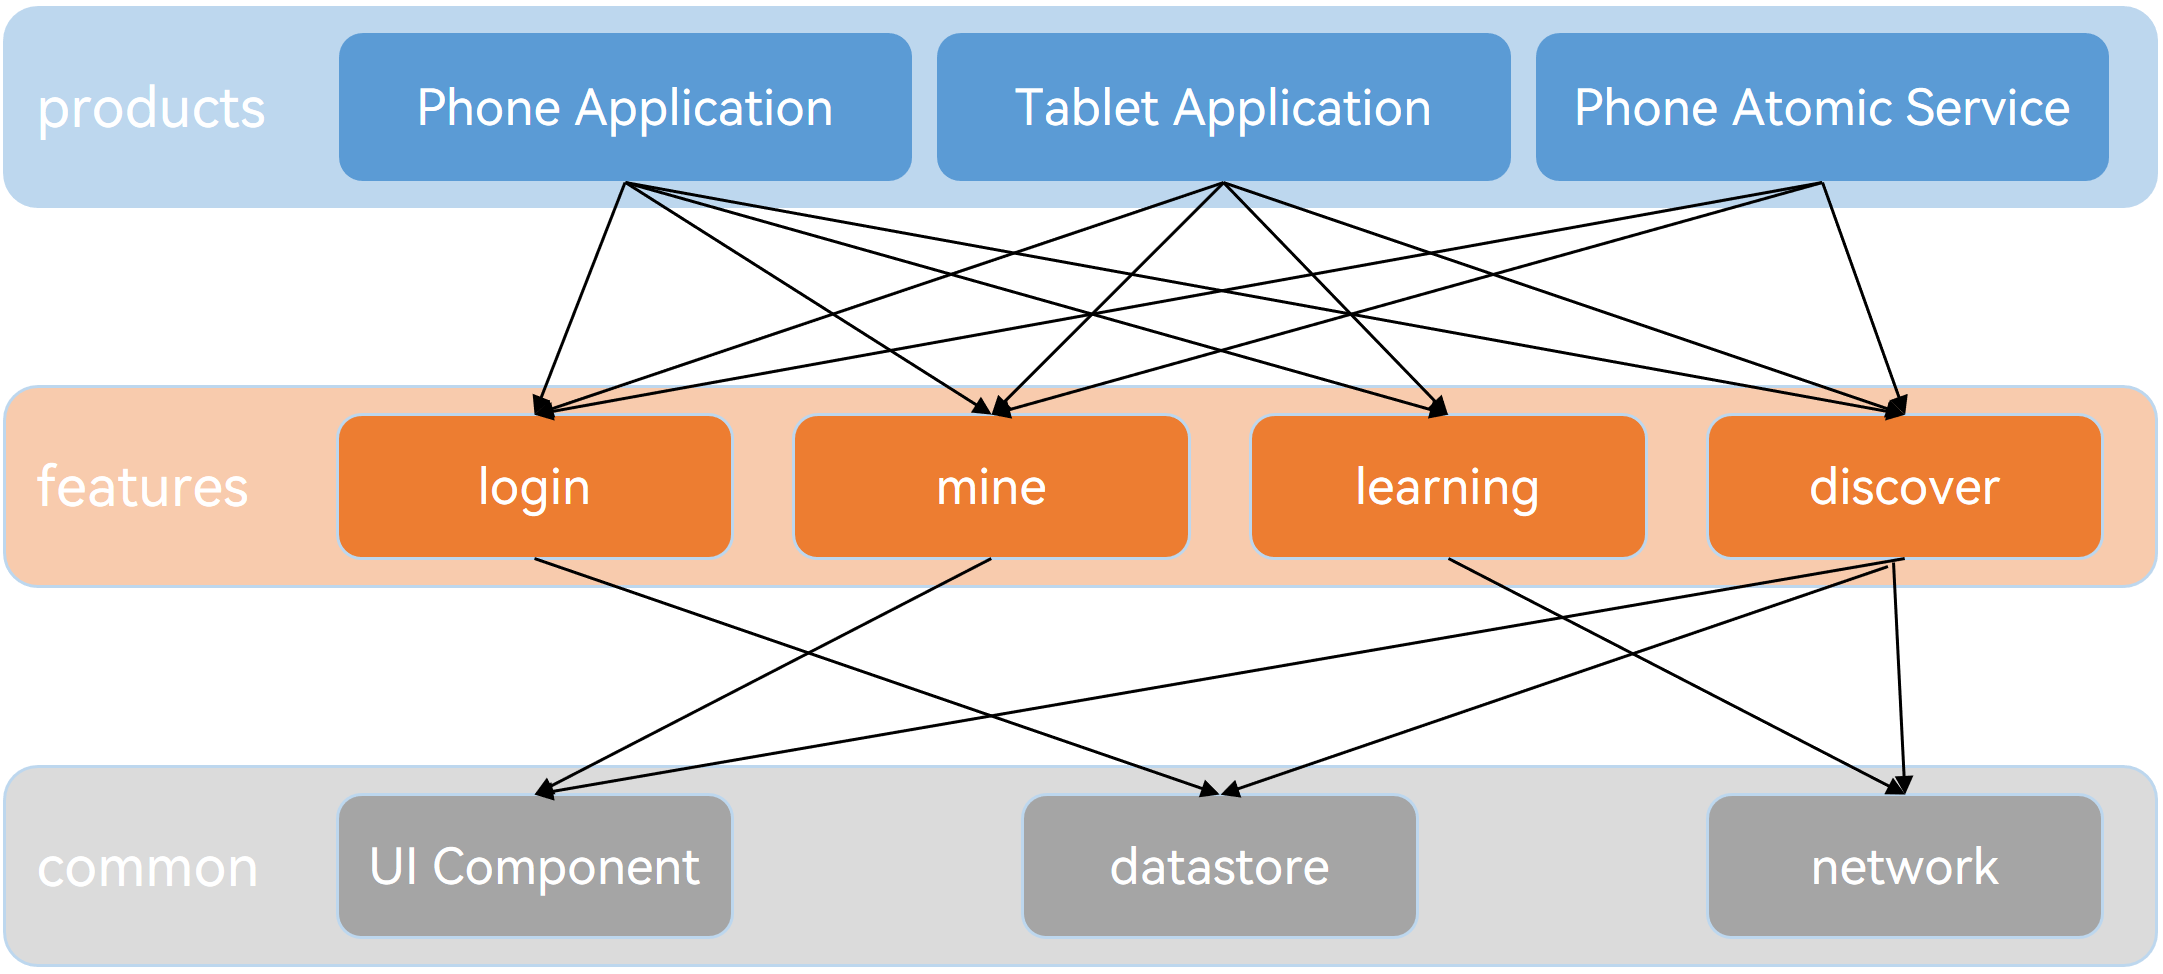 products
Phone Application
Tablet Application
Phone Atomic Service
features
login
mine
learning
discover
common
UI Component
datastore
network